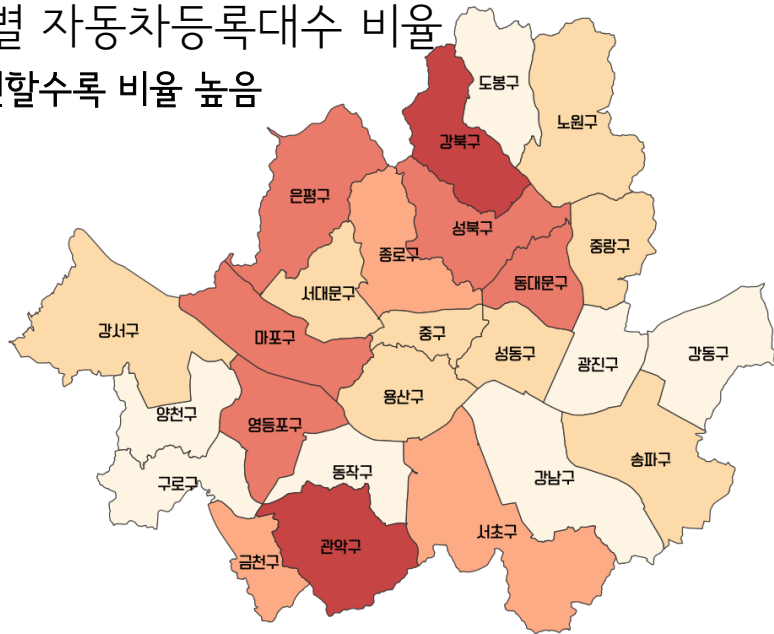 별 자동차등록대수 비율
할수록 비율 높음
도봉구
노원구
강북구
은평구
성북구
종로구
중랑구
동대문구
서대문구
강서구
마포구
중구
성동구
광진구
강동구
용산구
양천구
영등포구
송파구
동작구
강남구
구로구
서초구
관악구
금천구